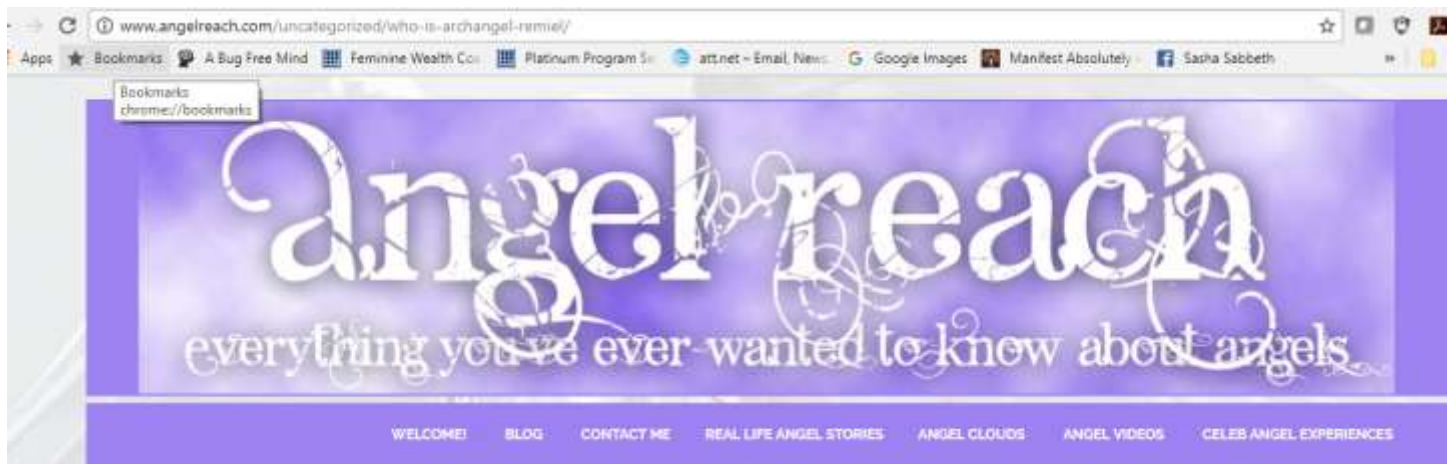 www.angelreach.com/uncategorized/who-is-archangel-remiel/
Apps Bookmarks A Bug Free Mind Feminine Wealth Co Platinum Program S att.net – Email, News Google Images Manifest Absolutely Sasha Sabbeth »
Bookmarks
chrome://bookmarks
angel reach
everything you've ever wanted to know about angels
WELCOME! BLOG CONTACT ME REAL LIFE ANGEL STORIES ANGEL CLOUDS ANGEL VIDEOS CELEB ANGEL EXPERIENCES